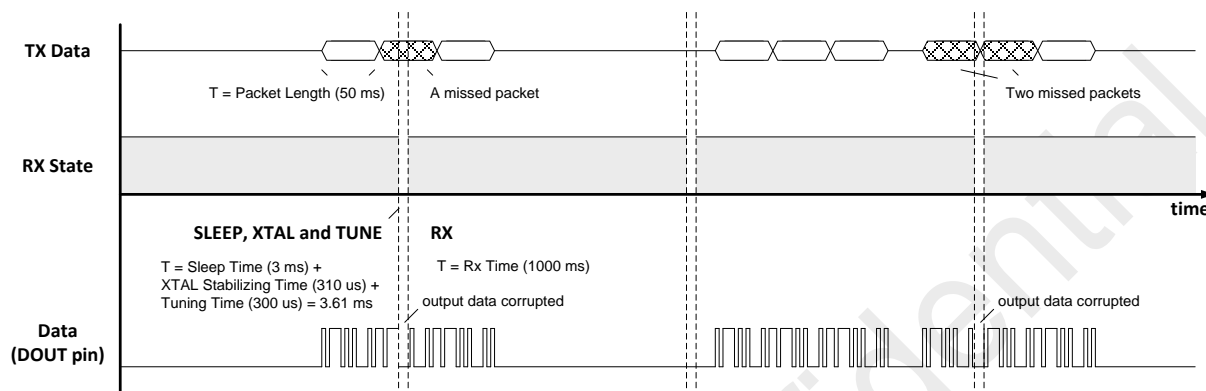 TX Data
T = Packet Length (50 ms)
A missed packet
Two missed packets
RX State
time
SLEEP, XTAL and TUNE
RX
T = Sleep Time (3 ms) +
XTAL Stabilizing Time (310 us) +
Tuning Time (300 us) = 3.61 ms
T = Rx Time (1000 ms)
output data corrupted
output data corrupted
Data
(DOUT pin)